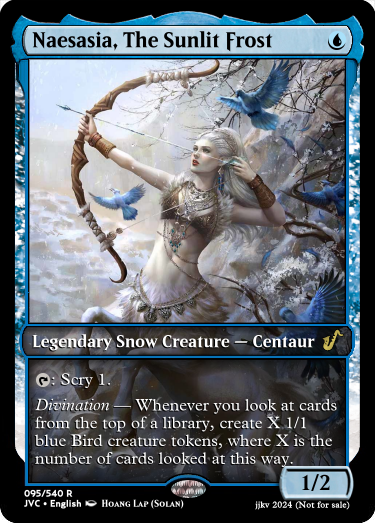 Naesasia, The Sunlit Frost
Legendary Snow Creature — Centaur
: Scry 1.
Divination — Whenever you look at cards
from the top of a library, create X 1/1
blue Bird creature tokens, where X is the
number of cards looked at this way.
1/2
095/540 R
JVC • English Hoang Lap (Solan)
jjkv 2024 (Not for sale)